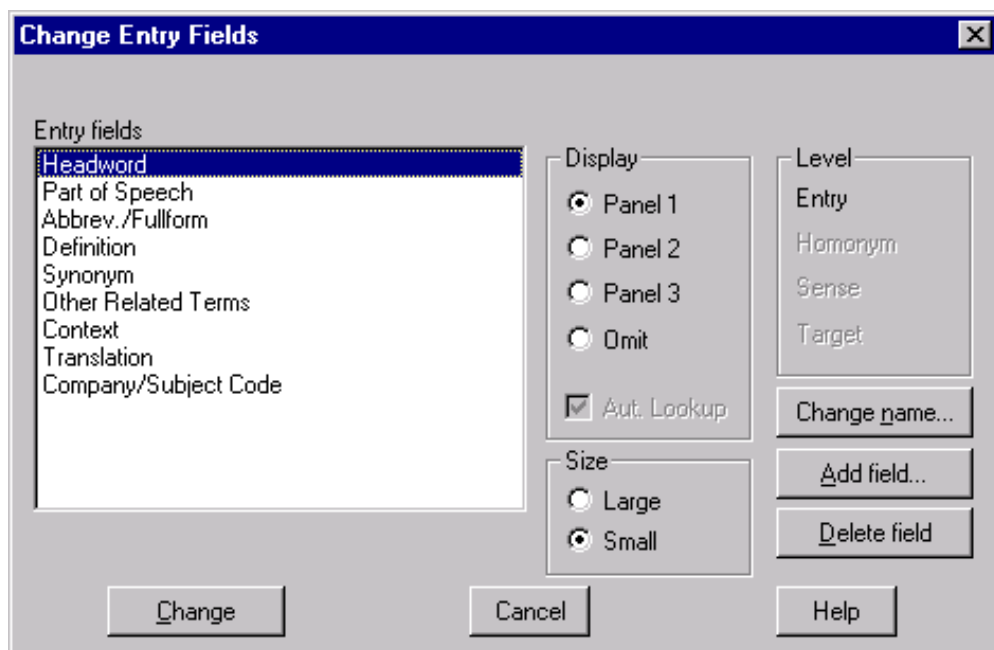 Change Entry Fields
Entry fields
Headword
Part of Speech
Abbrev./Fullform
Definition
Synonym
Other Related Terms
Context
Translation
Company/Subject Code
Display
Panel 1
Panel 2
Panel 3
Omit
Aut. Lookup
Size
Large
Small
Level
Entry
Homonym
Sense
Target
Change name...
Add field...
Delete field
Change
Cancel
Help